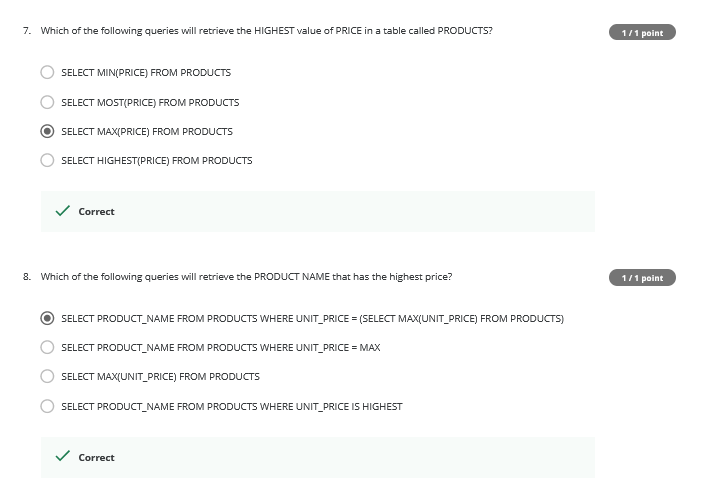 7. Which of the following queries will retrieve the HIGHEST value of PRICE in a table called PRODUCTS?
1 / 1 point
SELECT MIN(PRICE) FROM PRODUCTS
SELECT MOST(PRICE) FROM PRODUCTS
SELECT MAX(PRICE) FROM PRODUCTS
SELECT HIGHEST(PRICE) FROM PRODUCTS
Correct
8. Which of the following queries will retrieve the PRODUCT NAME that has the highest price?
1 / 1 point
SELECT PRODUCT_NAME FROM PRODUCTS WHERE UNIT_PRICE = (SELECT MAX(UNIT_PRICE) FROM PRODUCTS)
SELECT PRODUCT_NAME FROM PRODUCTS WHERE UNIT_PRICE = MAX
SELECT MAX(UNIT_PRICE) FROM PRODUCTS
SELECT PRODUCT_NAME FROM PRODUCTS WHERE UNIT_PRICE IS HIGHEST
Correct